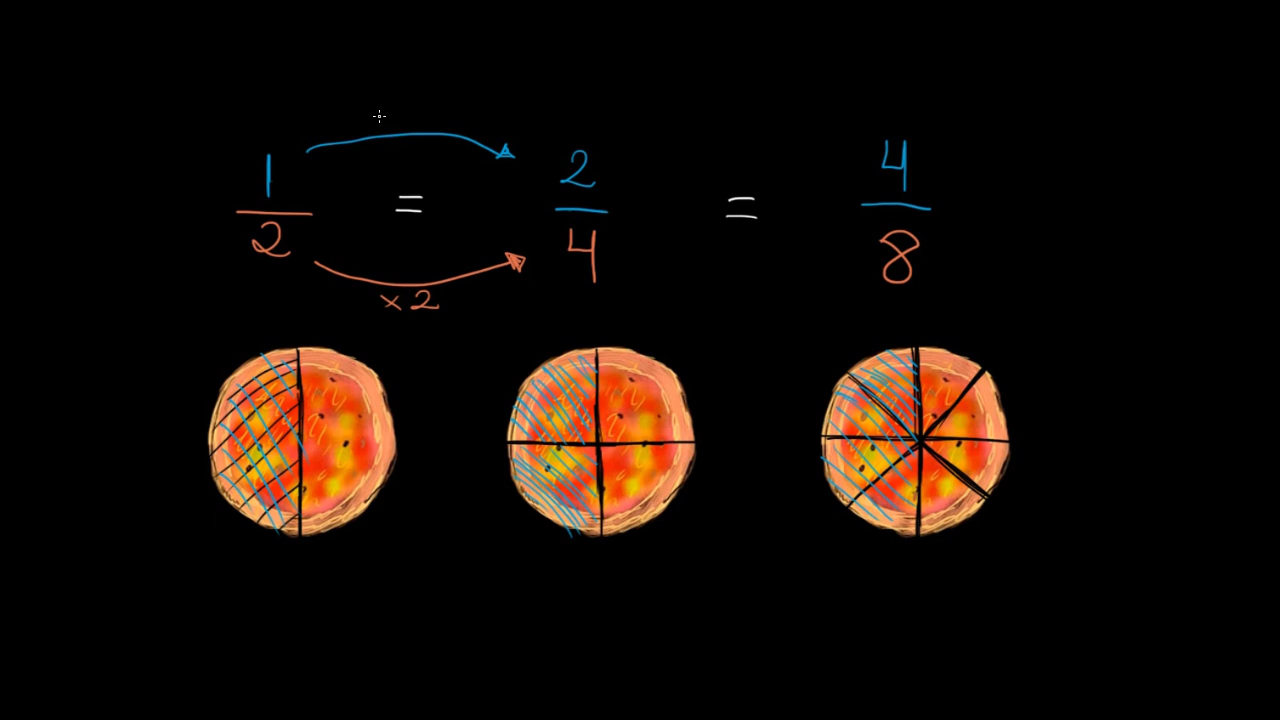 1/2 = 2/4 = 4/8
×2